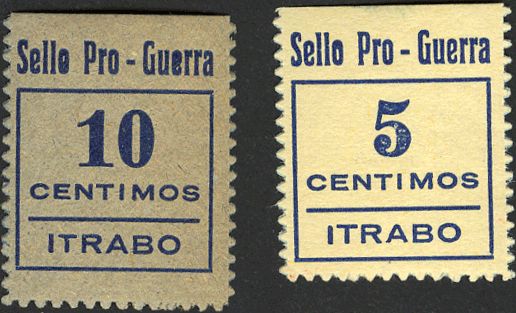 Sello Pro - Guerra
10
CENTIMOS
ITRABO
Sello Pro - Guerra
5
CENTIMOS
ITRABO